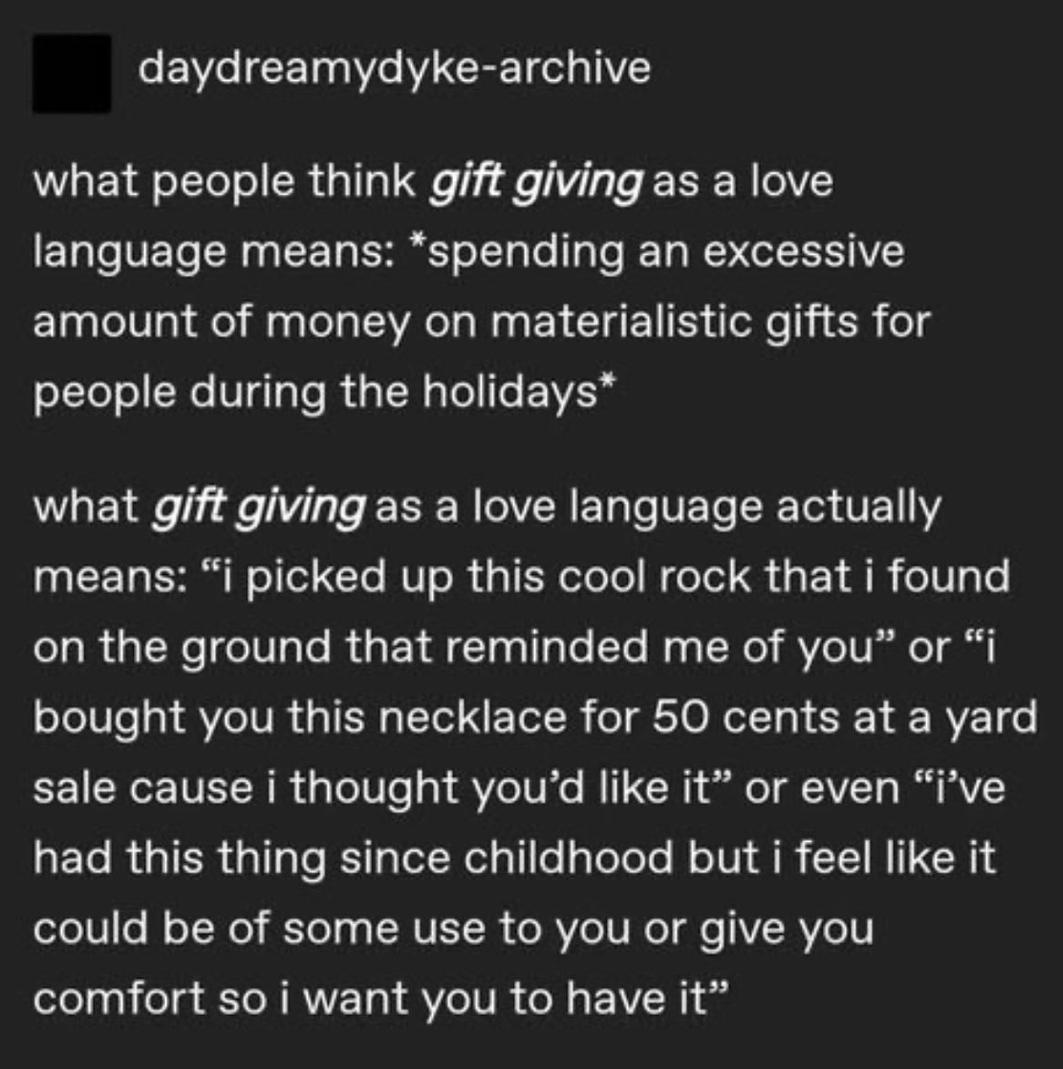 daydreamydyke-archive
what people think gift giving as a love
language means: *spending an excessive
amount of money on materialistic gifts for
people during the holidays*
what gift giving as a love language actually
means: “i picked up this cool rock that i found
on the ground that reminded me of you” or “i
bought you this necklace for 50 cents at a yard
sale cause i thought you’d like it” or even “i’ve
had this thing since childhood but i feel like it
could be of some use to you or give you
comfort so i want you to have it”